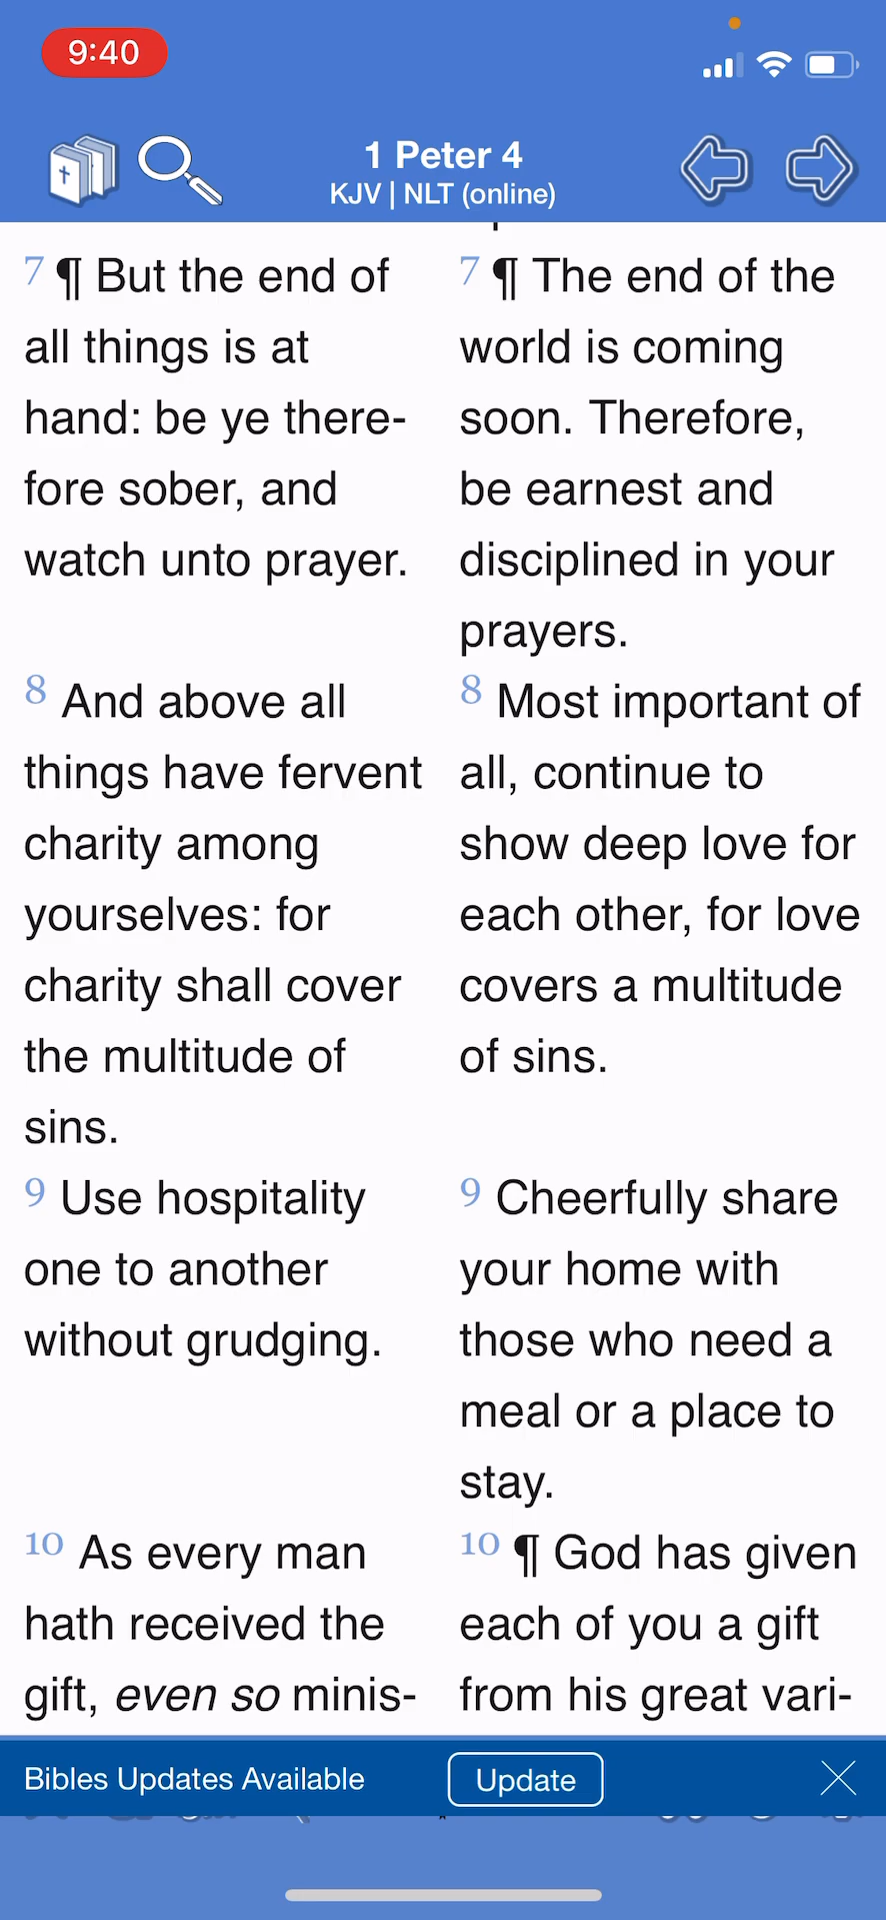 9:40
1 Peter 4
KJV | NLT (online)
7 ¶ But the end of
all things is at
hand: be ye there-
fore sober, and
watch unto prayer.
8 And above all
things have fervent
charity among
yourselves: for
charity shall cover
the multitude of
sins.
9 Use hospitality
one to another
without grudging.
10 As every man
hath received the
gift, even so minis-
7 ¶ The end of the
world is coming
soon. Therefore,
be earnest and
disciplined in your
prayers.
8 Most important of
all, continue to
show deep love for
each other, for love
covers a multitude
of sins.
9 Cheerfully share
your home with
those who need a
meal or a place to
stay.
10 ¶ God has given
each of you a gift
from his great vari-
Bibles Updates Available
Update